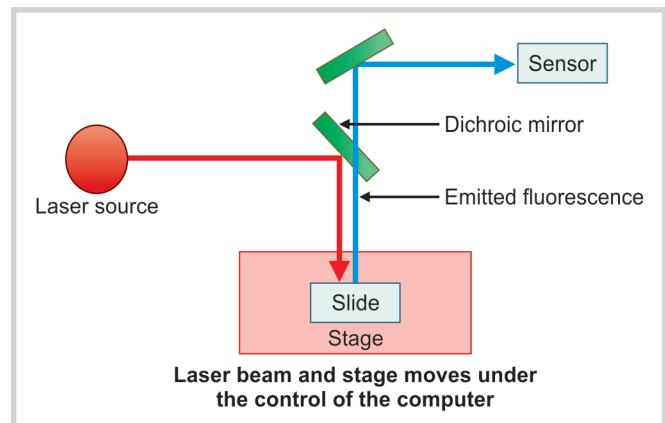 Sensor
Dichroic mirror
Laser source
Emitted fluorescence
Slide
Stage
Laser beam and stage moves under
the control of the computer